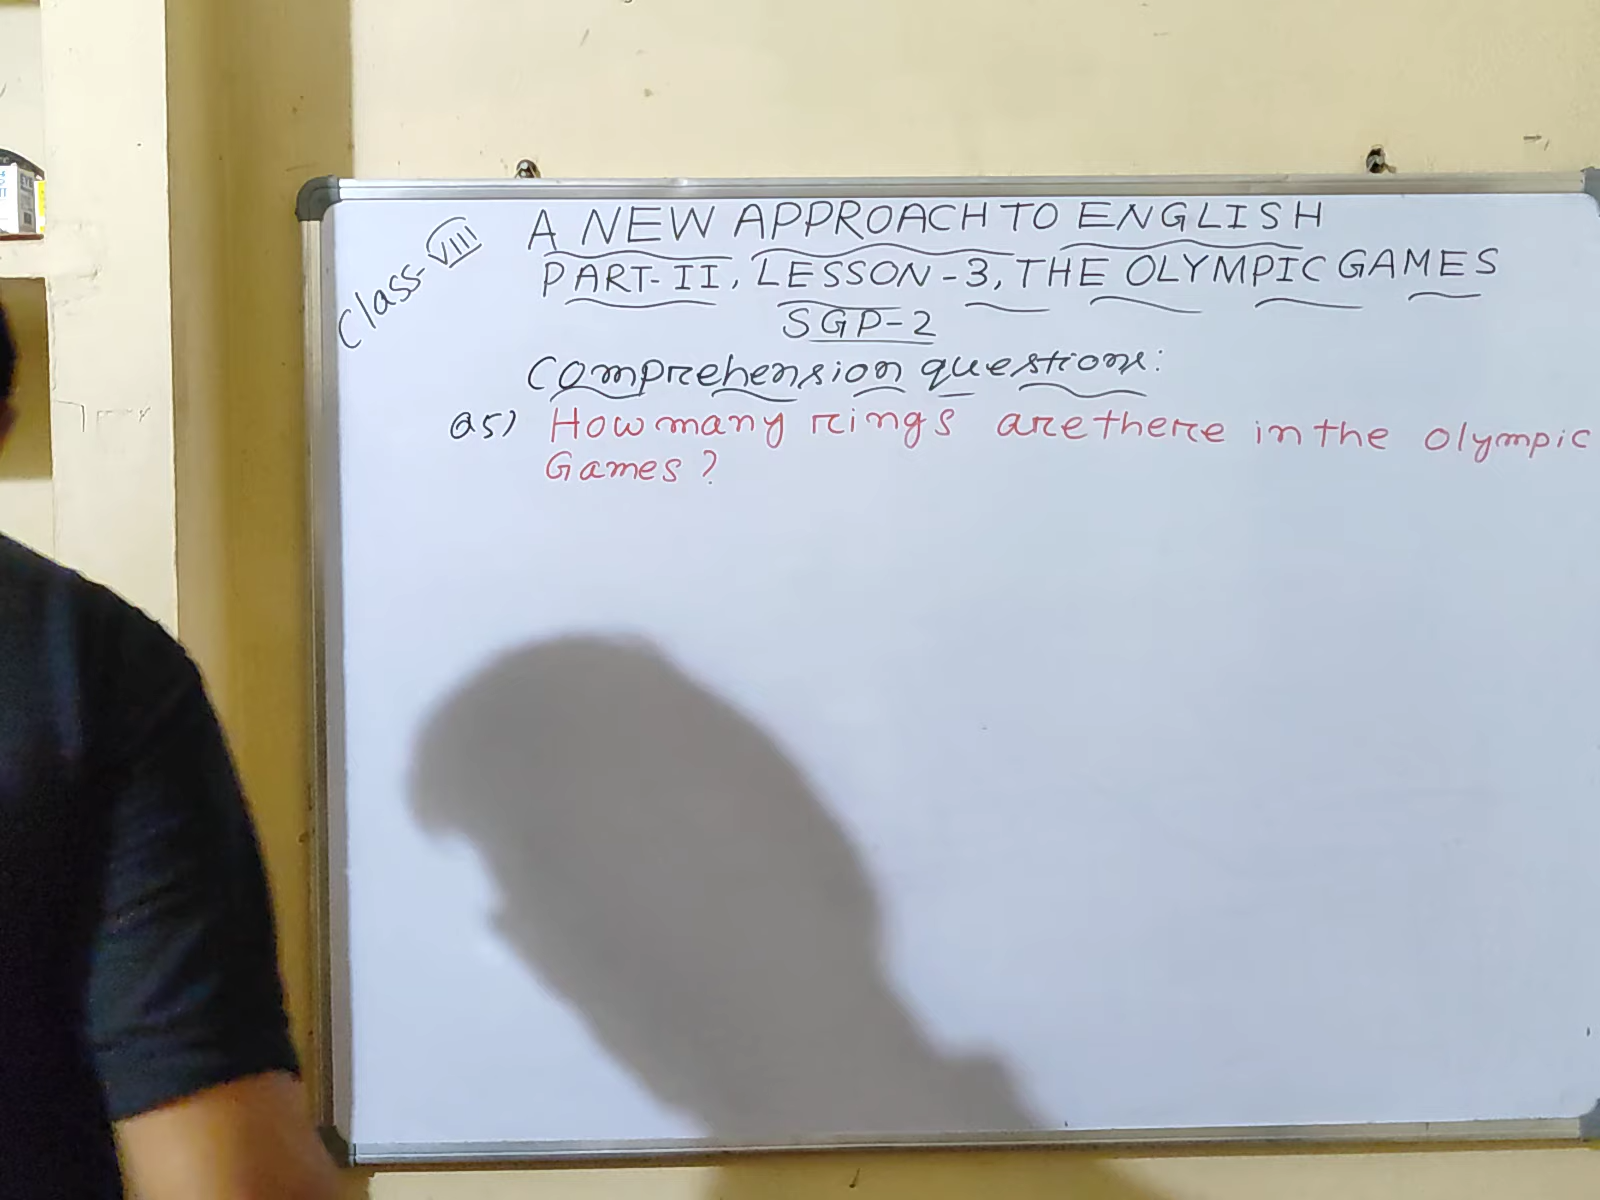 Class-VIII
A NEW APPROACH TO ENGLISH
PART-II, LESSON-3, THE OLYMPIC GAMES
SGP-2
Comprehension questions:
Q5) How many rings are there in the Olympic
Games?